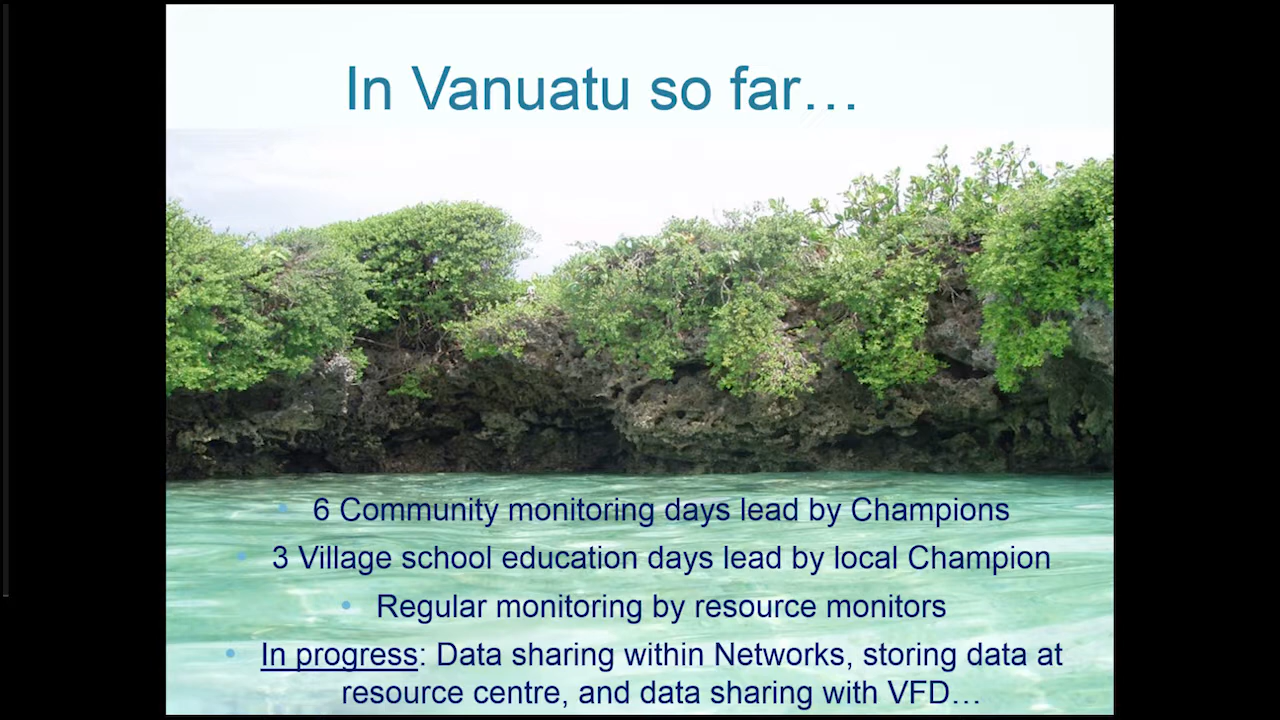 In Vanuatu so far…
• 6 Community monitoring days lead by Champions
• 3 Village school education days lead by local Champion
• Regular monitoring by resource monitors
• In progress: Data sharing within Networks, storing data at
resource centre, and data sharing with VFD…